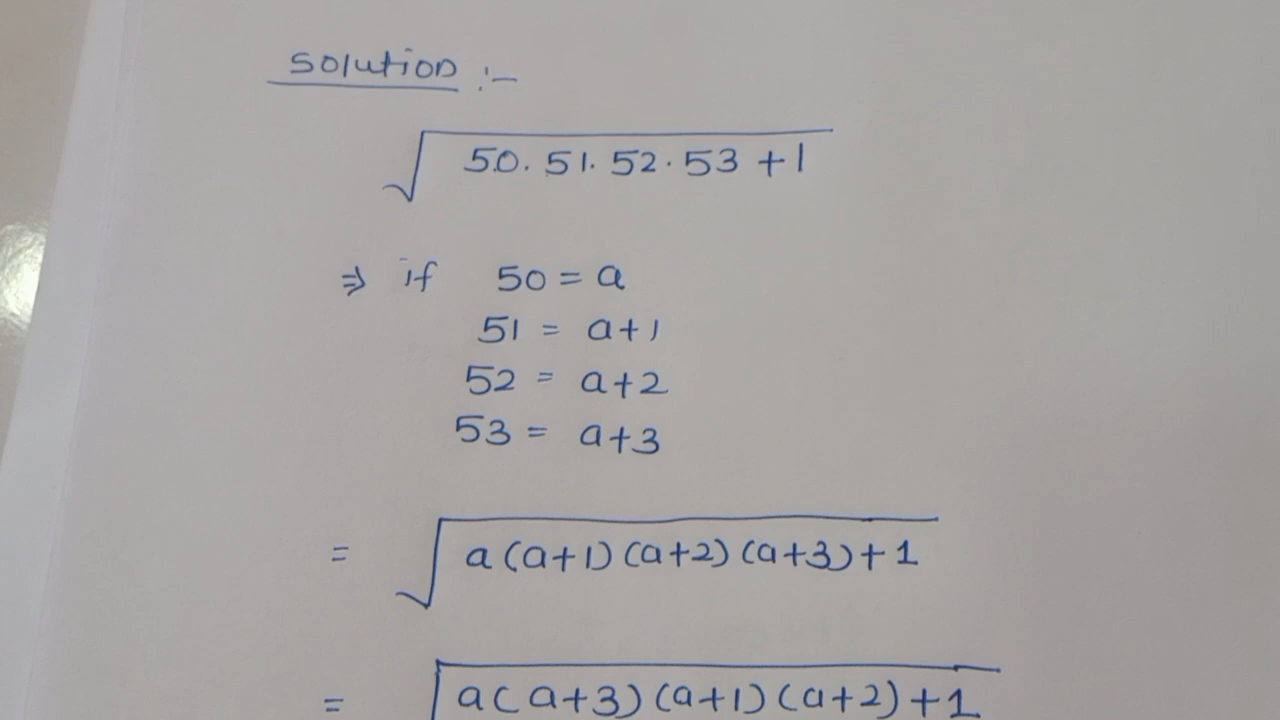 Solution :-
√50.51.52.53+1
⇒ if 50 = a
51 = a+1
52 = a+2
53 = a+3
= √a(a+1)(a+2)(a+3)+1
= √a(a+3)(a+1)(a+2)+1